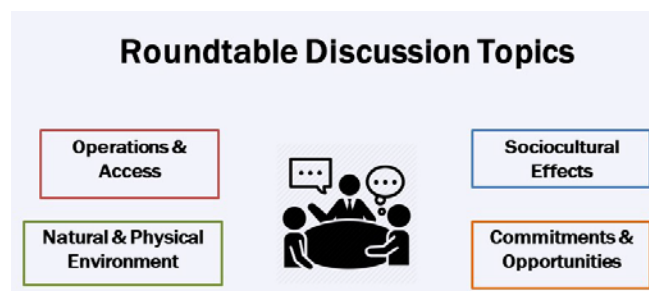 Roundtable Discussion Topics
Operations &
Access
Sociocultural
Effects
Natural & Physical
Environment
Commitments &
Opportunities